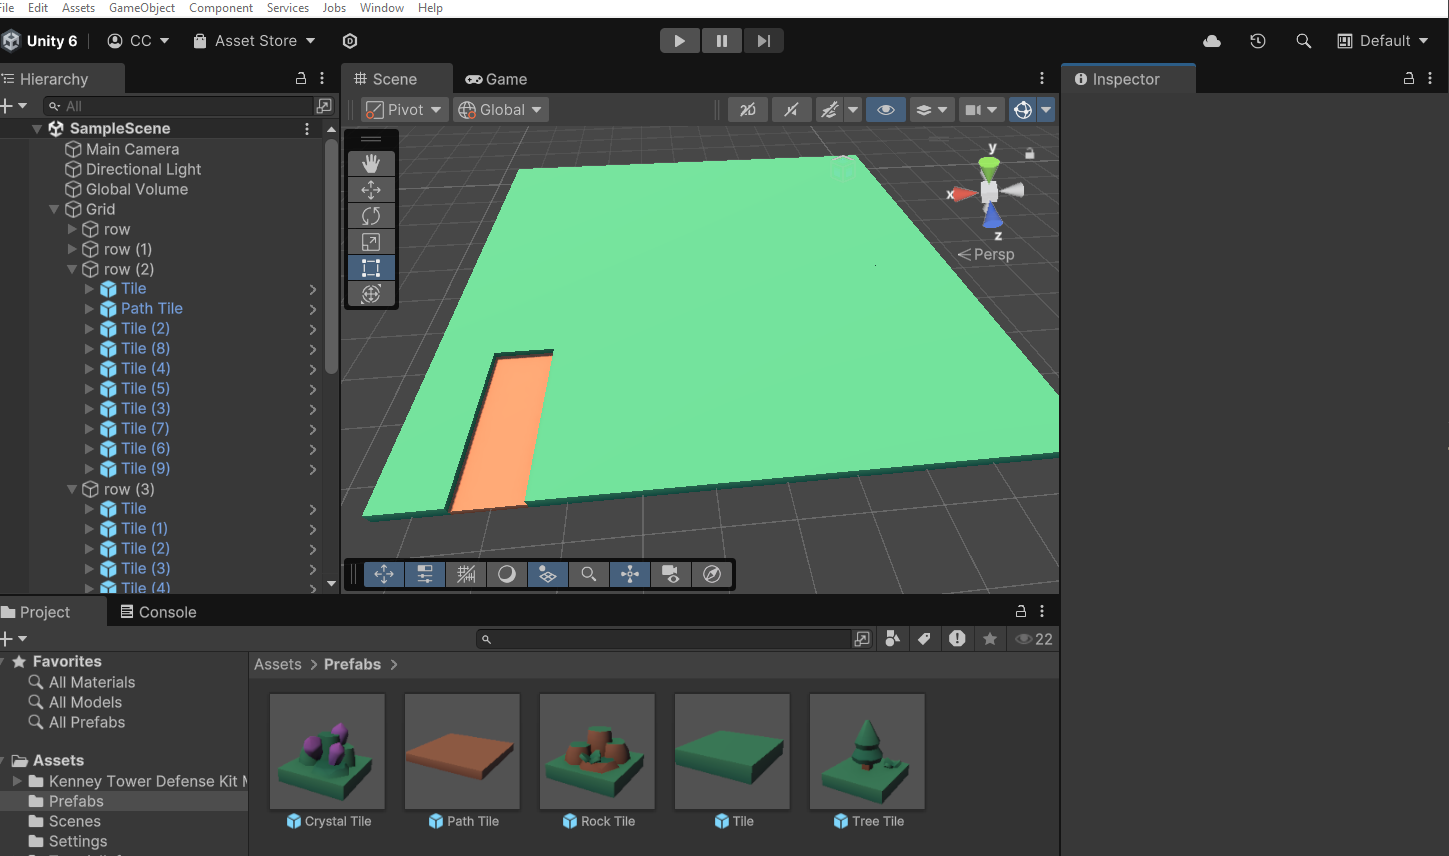 File Edit Assets GameObject Component Services Jobs Window Help
Unity 6 CC Asset Store Default
Hierarchy
All
SampleScene
Main Camera
Directional Light
Global Volume
Grid
row
row (1)
row (2)
Tile
Path Tile
Tile (2)
Tile (8)
Tile (4)
Tile (5)
Tile (3)
Tile (7)
Tile (6)
Tile (9)
row (3)
Tile
Tile (1)
Tile (2)
Tile (3)
Tile (4)
Scene Game
Pivot Global 2D
y
x
z
Persp
Inspector
Project Console
22
Favorites
All Materials
All Models
All Prefabs
Assets
Kenney Tower Defense Kit
Prefabs
Scenes
Settings
Assets > Prefabs >
Crystal Tile Path Tile Rock Tile Tile Tree Tile